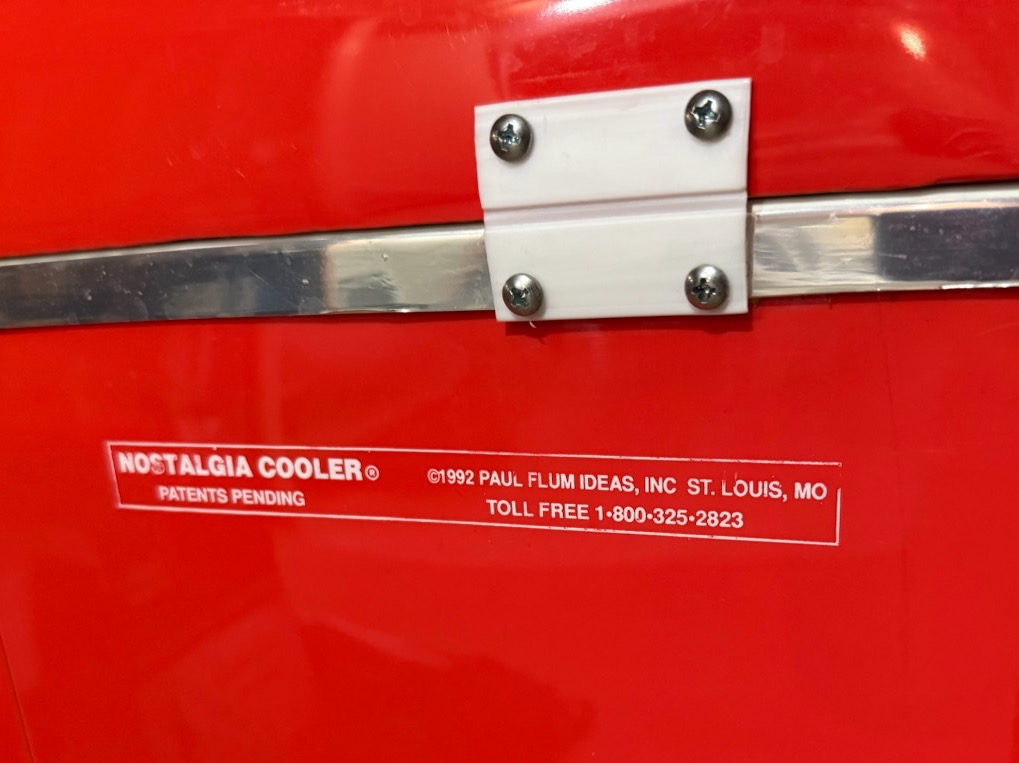 NOSTALGIA COOLER®
PATENTS PENDING
©1992 PAUL FLUM IDEAS, INC ST. LOUIS, MO
TOLL FREE 1•800•325•2823